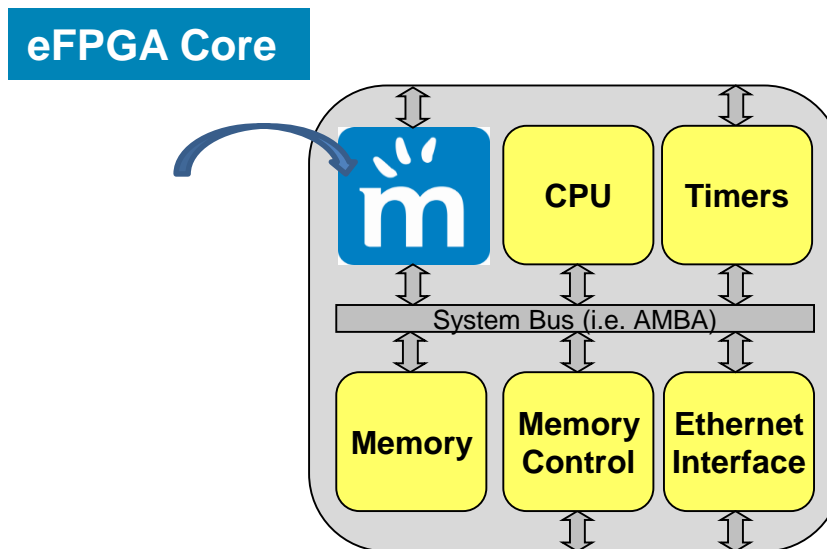 eFPGA Core
m
CPU
Timers
System Bus (i.e. AMBA)
Memory
Memory
Control
Ethernet
Interface